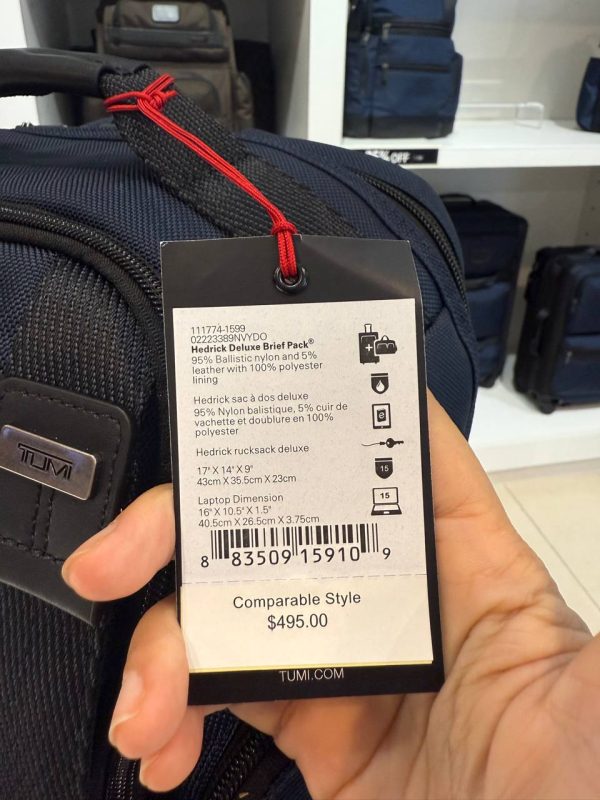 25% OFF
111774-1599
02223389NVYDO
Hedrick Deluxe Brief Pack®
95% Ballistic nylon and 5%
leather with 100% polyester
lining
Hedrick sac à dos deluxe
95% Nylon balistique, 5% cuir de
vachette et doublure en 100%
polyester
Hedrick rucksack deluxe
17" X 14" X 9"
43cm X 35.5cm X 23cm
15
Laptop Dimension
16" X 10.5" X 1.5"
40.5cm X 26.5cm X 3.75cm
15
8 83509 15910 9
Comparable Style
$495.00
TUMI.COM
TUMI